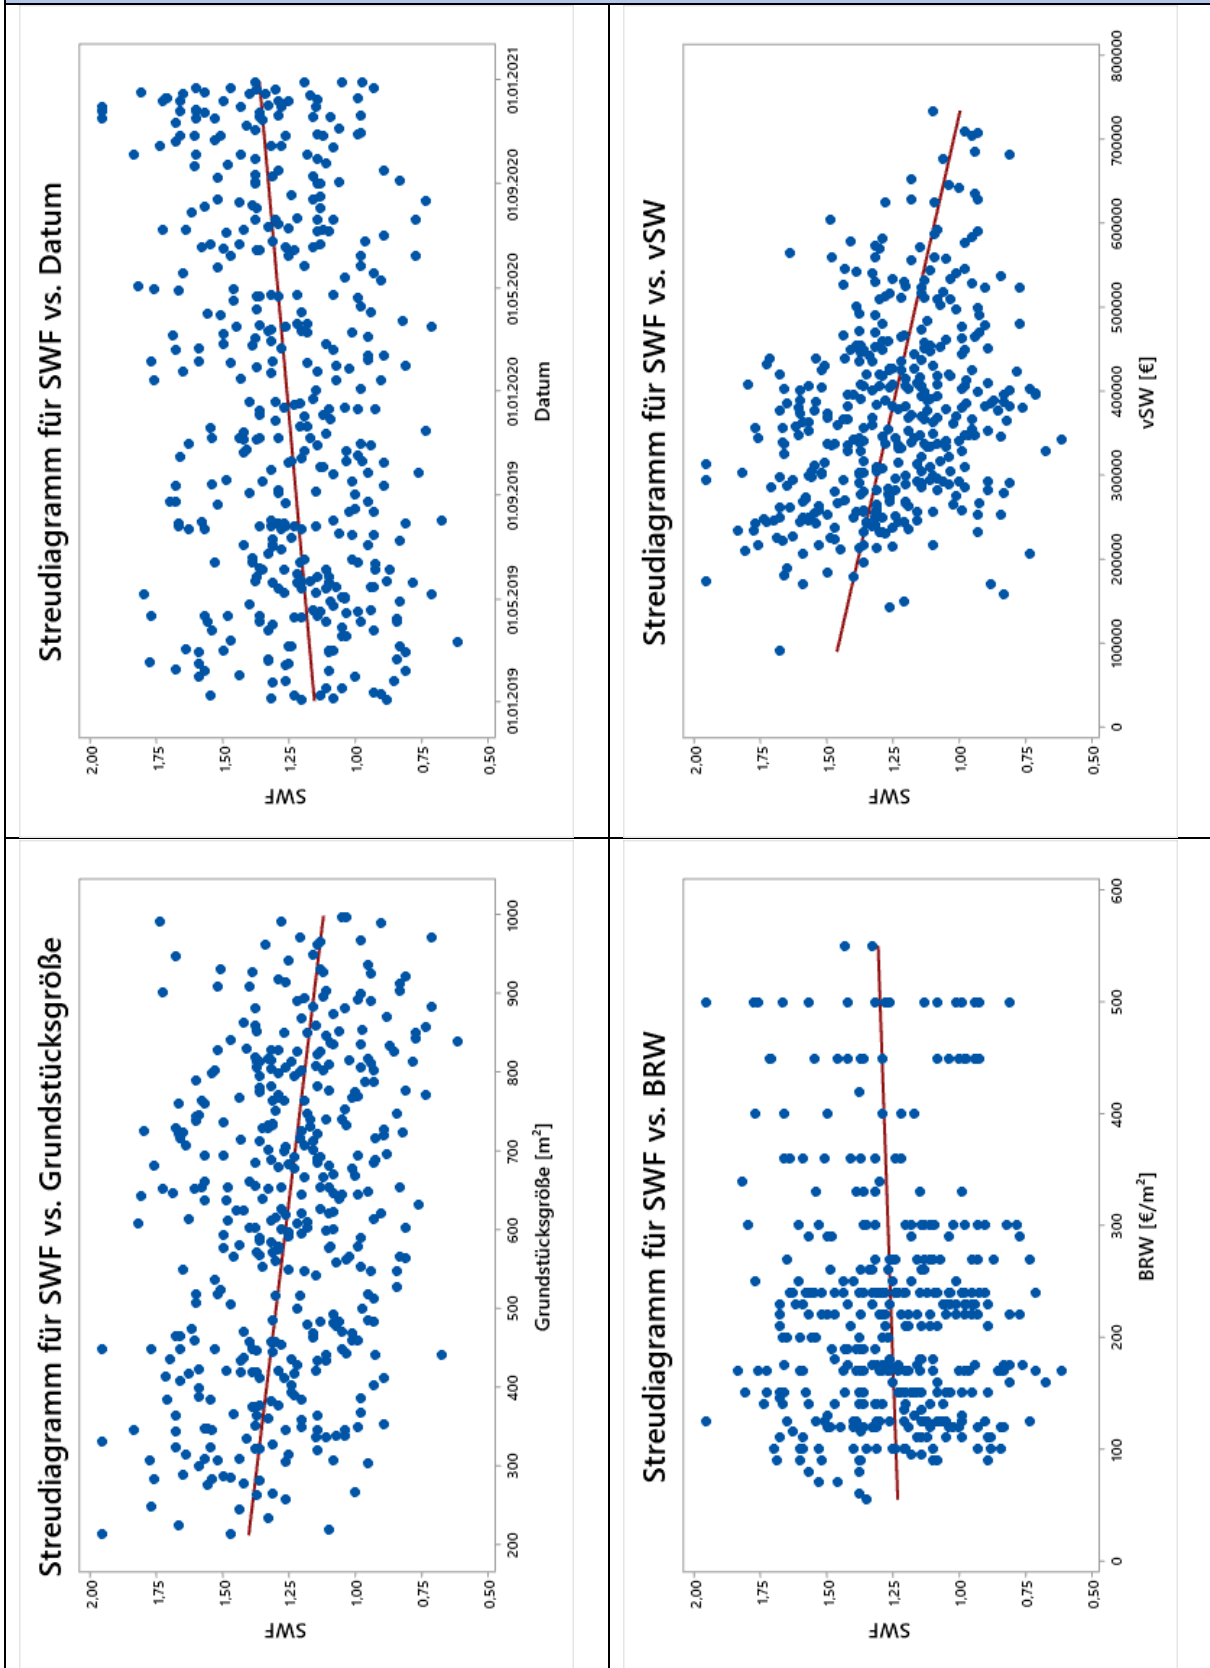 Streudiagramm für SWF vs. Grundstücksgröße
SWF
2,00
1,75
1,50
1,25
1,00
0,75
0,50
200 300 400 500 600 700 800 900 1000
Grundstücksgröße [m²]
Streudiagramm für SWF vs. Datum
SWF
2,00
1,75
1,50
1,25
1,00
0,75
0,50
01.01.2019 01.05.2019 01.09.2019 01.01.2020 01.05.2020 01.09.2020 01.01.2021
Datum
Streudiagramm für SWF vs. BRW
SWF
2,00
1,75
1,50
1,25
1,00
0,75
0,50
0 100 200 300 400 500 600
BRW [€/m²]
Streudiagramm für SWF vs. vSW
SWF
2,00
1,75
1,50
1,25
1,00
0,75
0,50
0 100000 200000 300000 400000 500000 600000 700000 800000
vSW [€]